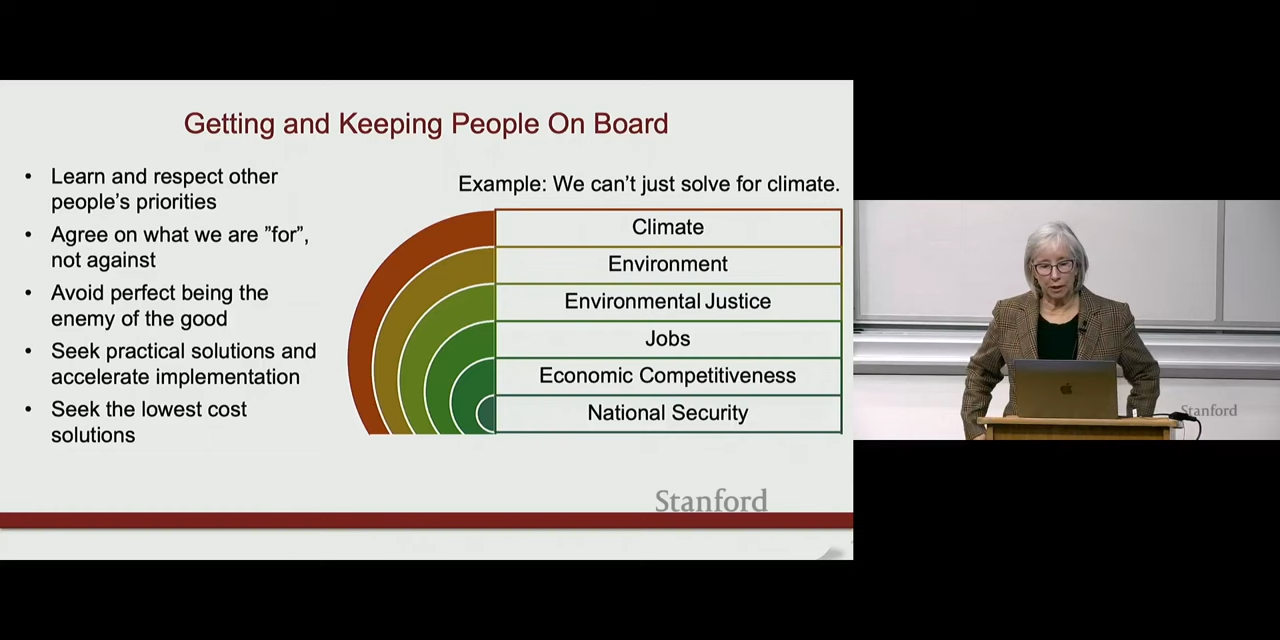 Getting and Keeping People On Board
• Learn and respect other
people's priorities
• Agree on what we are ”for”,
not against
• Avoid perfect being the
enemy of the good
• Seek practical solutions and
accelerate implementation
• Seek the lowest cost
solutions
Example: We can't just solve for climate.
Climate
Environment
Environmental Justice
Jobs
Economic Competitiveness
National Security
Stanford
Stanford